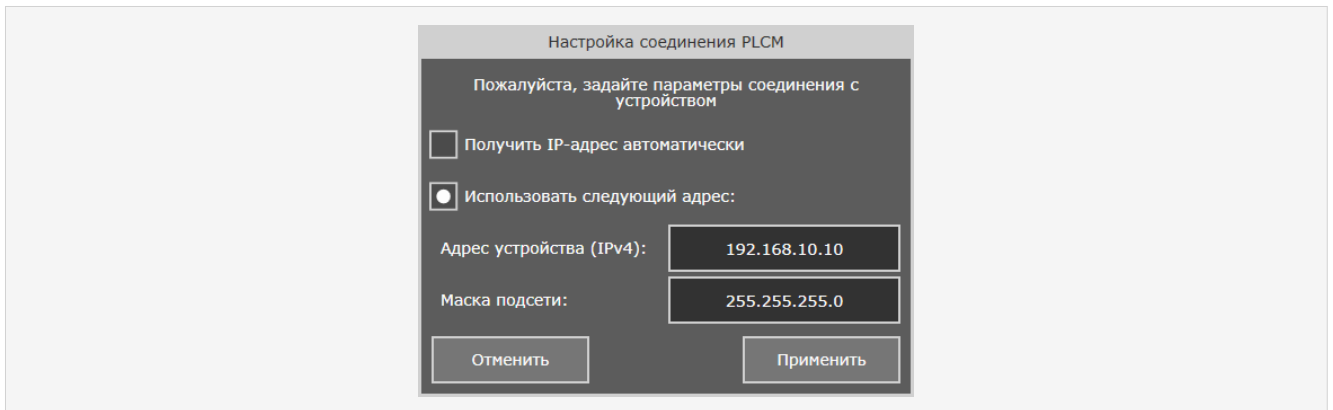 Настройка соединения PLCM
Пожалуйста, задайте параметры соединения с
устройством
Получить IP-адрес автоматически
Использовать следующий адрес:
Адрес устройства (IPv4): 192.168.10.10
Маска подсети: 255.255.255.0
Отменить Применить